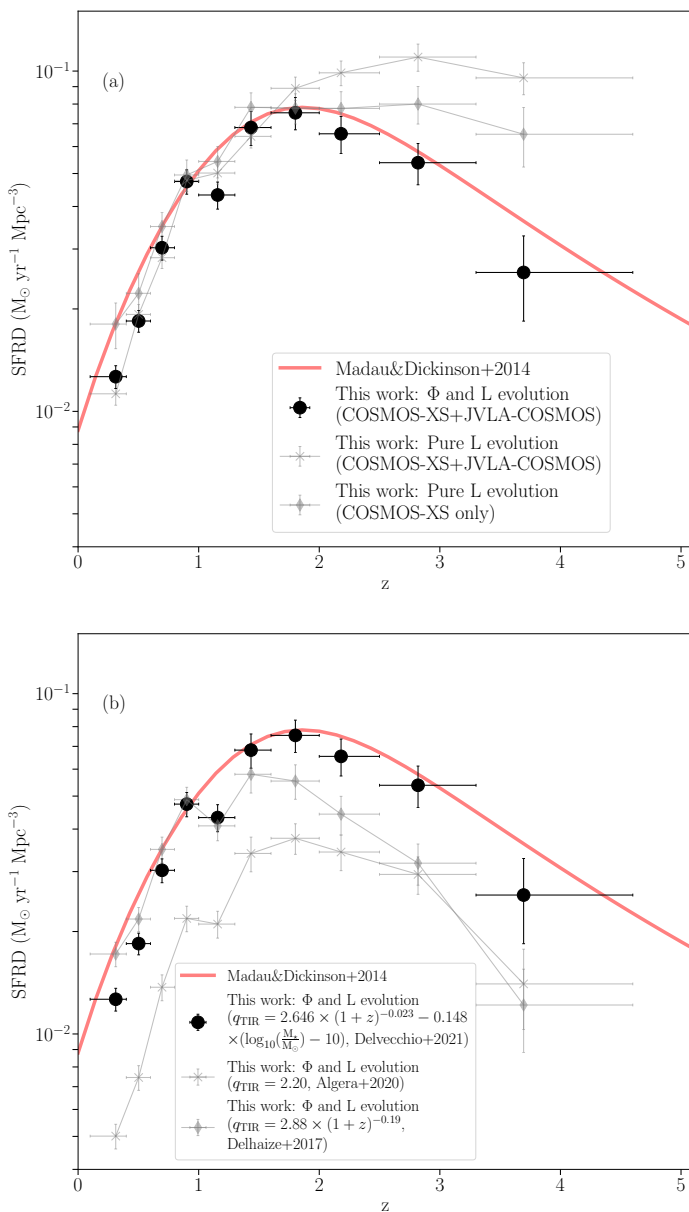 (a)
10⁻¹
10⁻²
SFRD (M⊙ yr⁻¹ Mpc⁻³)
Madau&Dickinson+2014
This work: Φ and L evolution
(COSMOS-XS+JVLA-COSMOS)
This work: Pure L evolution
(COSMOS-XS+JVLA-COSMOS)
This work: Pure L evolution
(COSMOS-XS only)
0 1 2 3 4 5
z
(b)
10⁻¹
10⁻²
SFRD (M⊙ yr⁻¹ Mpc⁻³)
Madau&Dickinson+2014
This work: Φ and L evolution
(q_TIR = 2.646 × (1 + z)^−0.023 − 0.148
×(log₁₀(M⋆/M⊙) − 10), Delvecchio+2021)
This work: Φ and L evolution
(q_TIR = 2.20, Algera+2020)
This work: Φ and L evolution
(q_TIR = 2.88 × (1 + z)^−0.19,
Delhaize+2017)
0 1 2 3 4 5
z